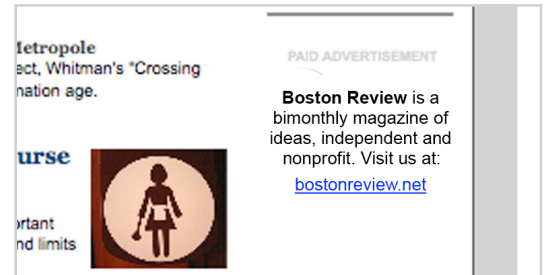 etropole
ect, Whitman's "Crossing
nation age.
urse
rtant
nd limits
PAID ADVERTISEMENT
Boston Review is a
bimonthly magazine of
ideas, independent and
nonprofit. Visit us at:
bostonreview.net